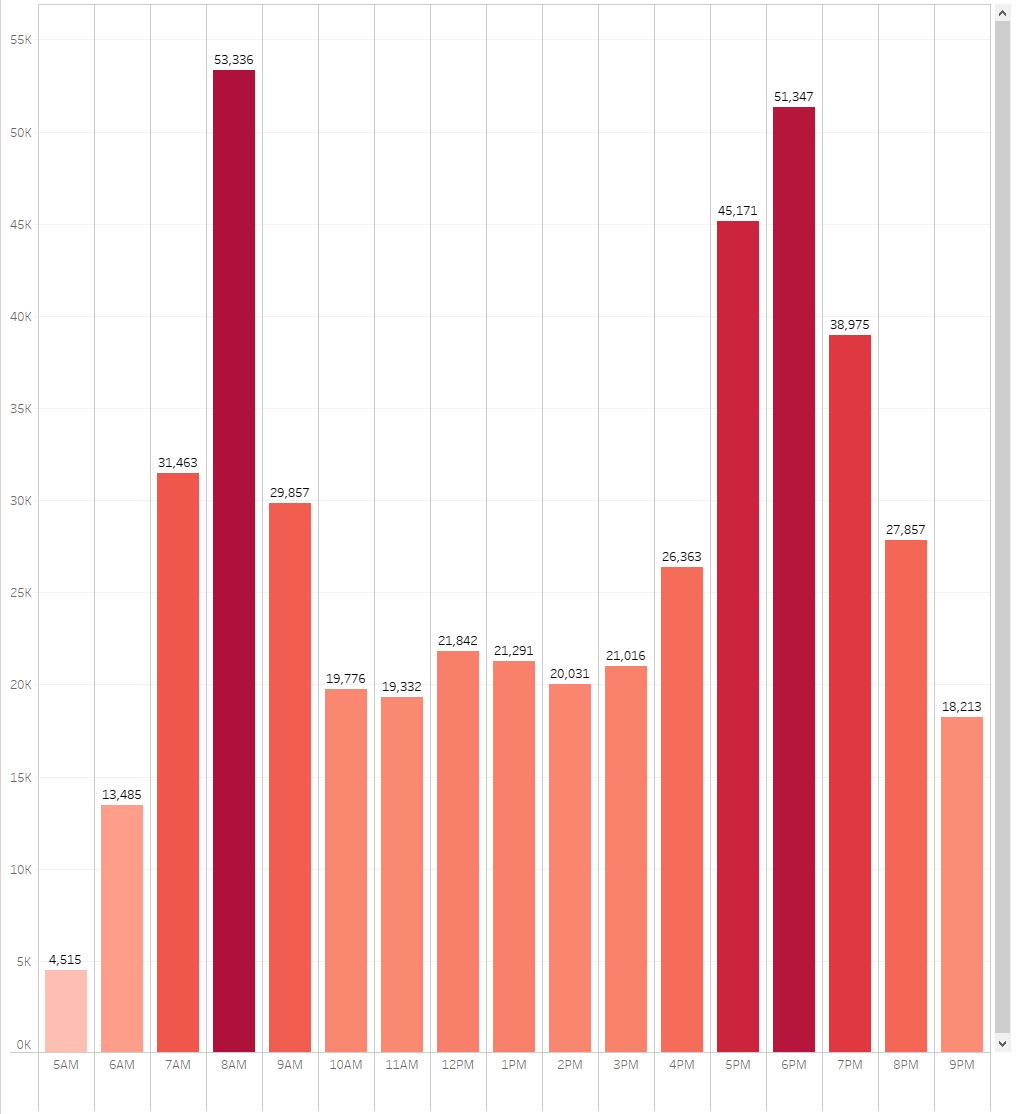 55K
53,336
51,347
50K
45K
45,171
40K
38,975
35K
31,463
30K
29,857
27,857
26,363
25K
21,842
21,291
21,016
20,031
20K
19,776
19,332
18,213
15K
13,485
10K
5K
4,515
0K
5AM 6AM 7AM 8AM 9AM 10AM 11AM 12PM 1PM 2PM 3PM 4PM 5PM 6PM 7PM 8PM 9PM